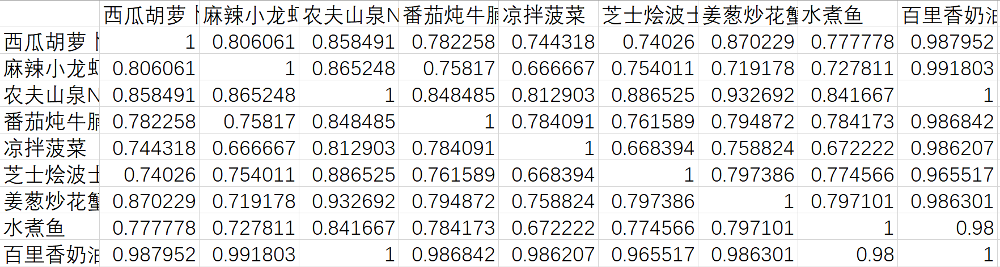 西瓜胡萝卜 麻辣小龙虾 农夫山泉N 番茄炖牛腩 凉拌菠菜 芝士烩波士 姜葱炒花蟹 水煮鱼 百里香奶油
西瓜胡萝卜 1 0.806061 0.858491 0.782258 0.744318 0.74026 0.870229 0.777778 0.987952
麻辣小龙虾 0.806061 1 0.865248 0.75817 0.666667 0.754011 0.719178 0.727811 0.991803
农夫山泉N 0.858491 0.865248 1 0.848485 0.812903 0.886525 0.932692 0.841667 1
番茄炖牛腩 0.782258 0.75817 0.848485 1 0.784091 0.761589 0.794872 0.784173 0.986842
凉拌菠菜 0.744318 0.666667 0.812903 0.784091 1 0.668394 0.758824 0.672222 0.986207
芝士烩波士 0.74026 0.754011 0.886525 0.761589 0.668394 1 0.797386 0.774566 0.965517
姜葱炒花蟹 0.870229 0.719178 0.932692 0.794872 0.758824 0.797386 1 0.797101 0.986301
水煮鱼 0.777778 0.727811 0.841667 0.784173 0.672222 0.774566 0.797101 1 0.98
百里香奶油 0.987952 0.991803 1 0.986842 0.986207 0.965517 0.986301 0.98 1